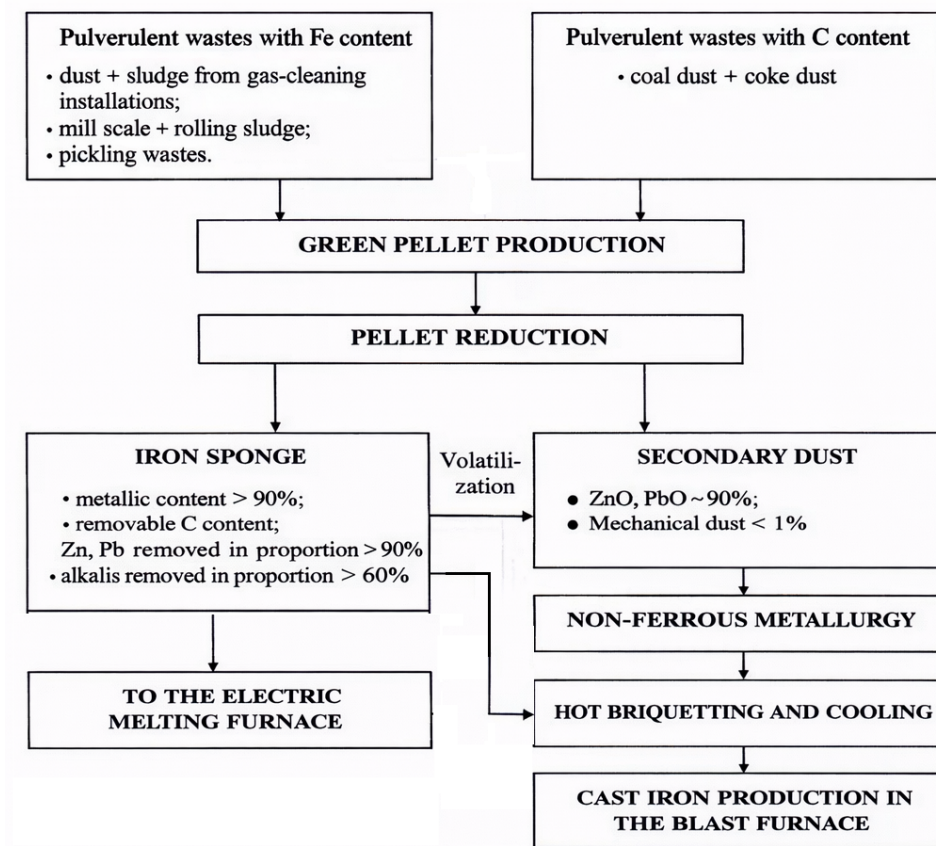 Pulverulent wastes with Fe content
• dust + sludge from gas-cleaning
installations;
• mill scale + rolling sludge;
• pickling wastes.
Pulverulent wastes with C content
• coal dust + coke dust
GREEN PELLET PRODUCTION
PELLET REDUCTION
IRON SPONGE
• metallic content > 90%;
• removable C content;
Zn, Pb removed in proportion > 90%
• alkalis removed in proportion > 60%
Volatili-
zation
SECONDARY DUST
● ZnO, PbO ~ 90%;
● Mechanical dust < 1%
NON-FERROUS METALLURGY
TO THE ELECTRIC
MELTING FURNACE
HOT BRIQUETTING AND COOLING
CAST IRON PRODUCTION IN
THE BLAST FURNACE